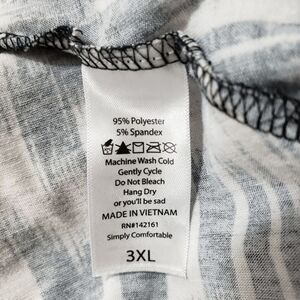 95% Polyester
5% Spandex
Machine Wash Cold
Gently Cycle
Do Not Bleach
Hang Dry
or you'll be sad
MADE IN VIETNAM
RN#142161
Simply Comfortable
3XL